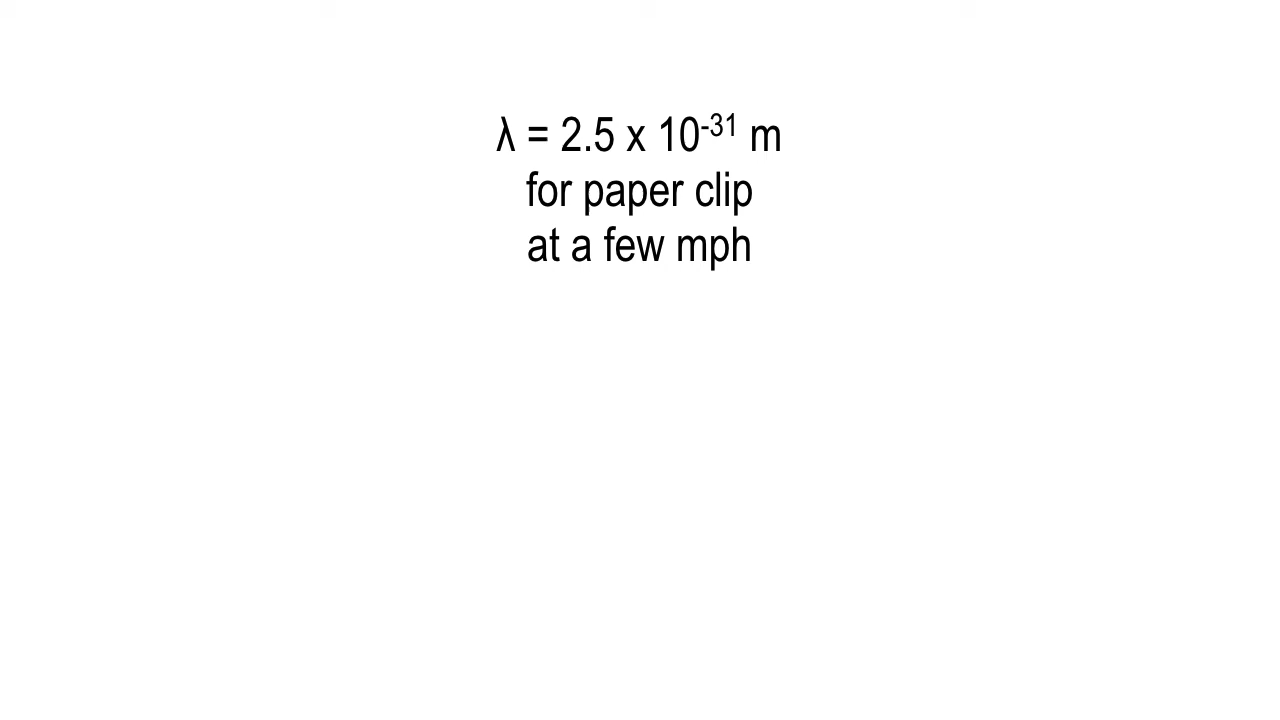 λ = 2.5 x 10⁻³¹ m
for paper clip
at a few mph